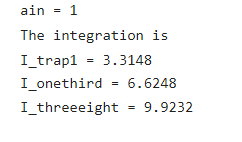 ain = 1
The integration is
I_trap1 = 3.3148
I_onethird = 6.6248
I_threeeight = 9.9232